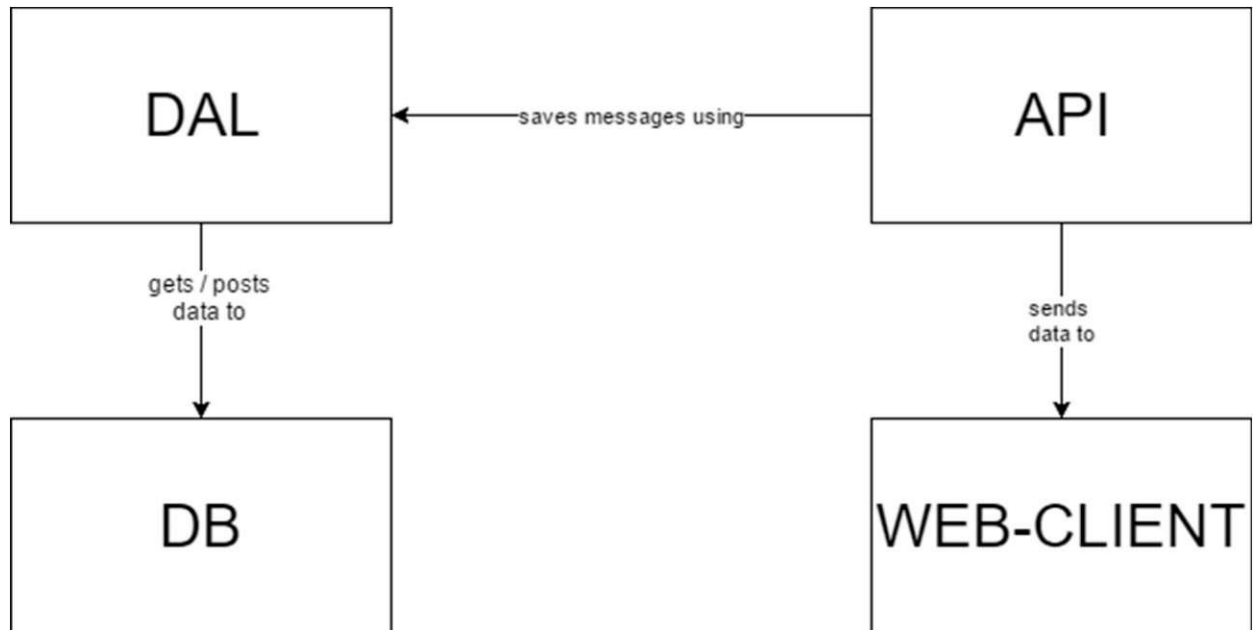 DAL
saves messages using
API
gets / posts
data to
sends
data to
DB
WEB-CLIENT